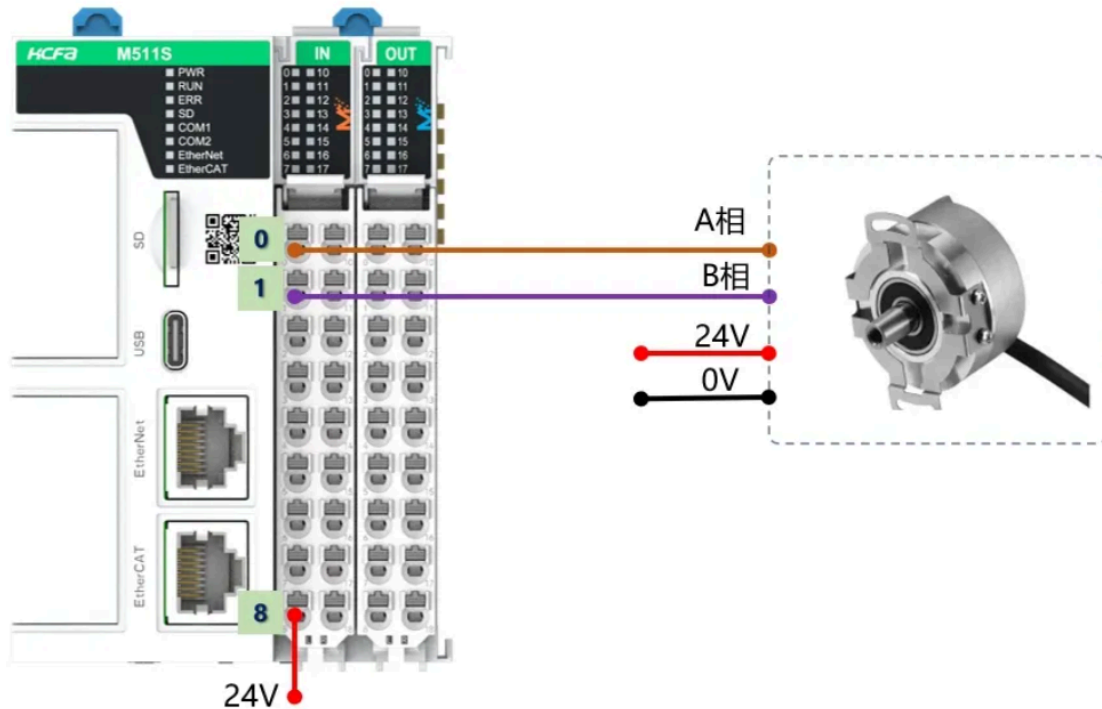 HCFA M511S
IN
OUT
PWR
RUN
ERR
SD
COM1
COM2
EtherNet
EtherCAT
0 10
1 11
2 12
3 13
4 14
5 15
6 16
7 17
0 10
1 11
2 12
3 13
4 14
5 15
6 16
7 17
SD
USB
EtherNet
EtherCAT
0
1
8
24V
A相
B相
24V
0V